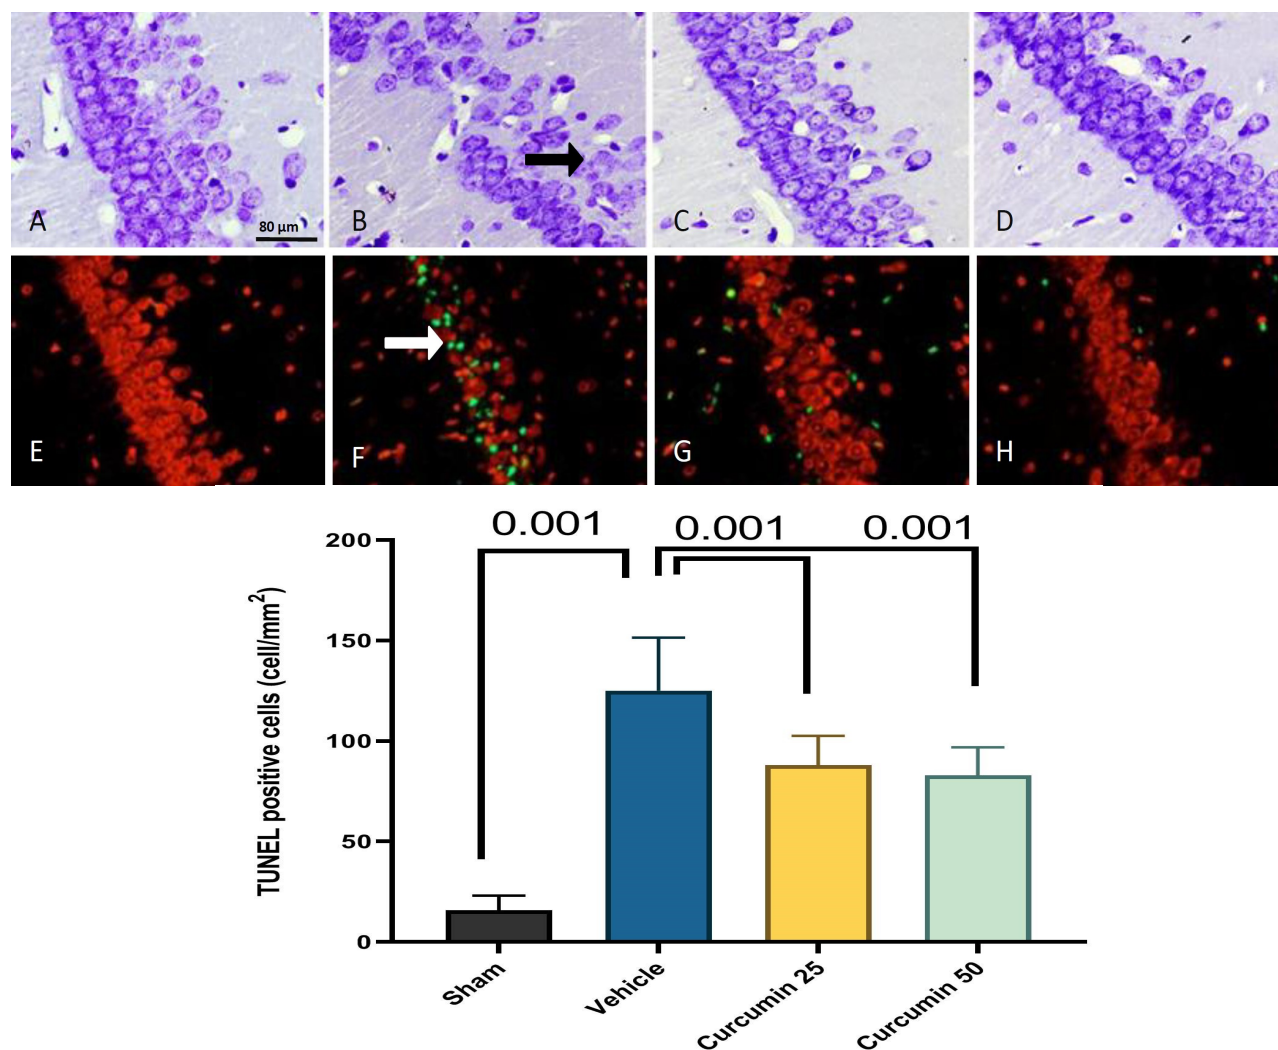 A
80 µm
B
C
D
E
F
G
H
0.001
0.001
0.001
200
150
100
50
0
TUNEL positive cells (cell/mm²)
Sham
Vehicle
Curcumin 25
Curcumin 50